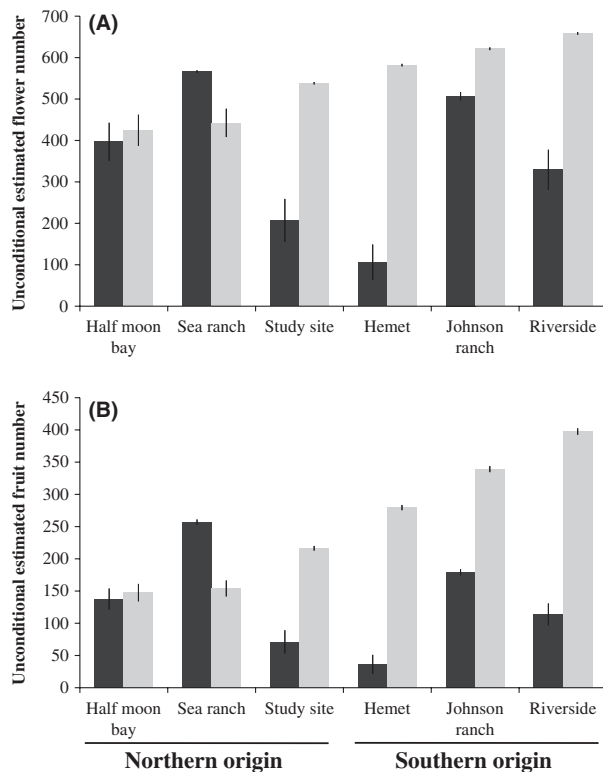 (A)
Unconditional estimated flower number
700
600
500
400
300
200
100
0
Half moon
bay
Sea ranch
Study site
Hemet
Johnson
ranch
Riverside
(B)
Unconditional estimated fruit number
450
400
350
300
250
200
150
100
50
0
Half moon
bay
Sea ranch
Study site
Hemet
Johnson
ranch
Riverside
Northern origin
Southern origin